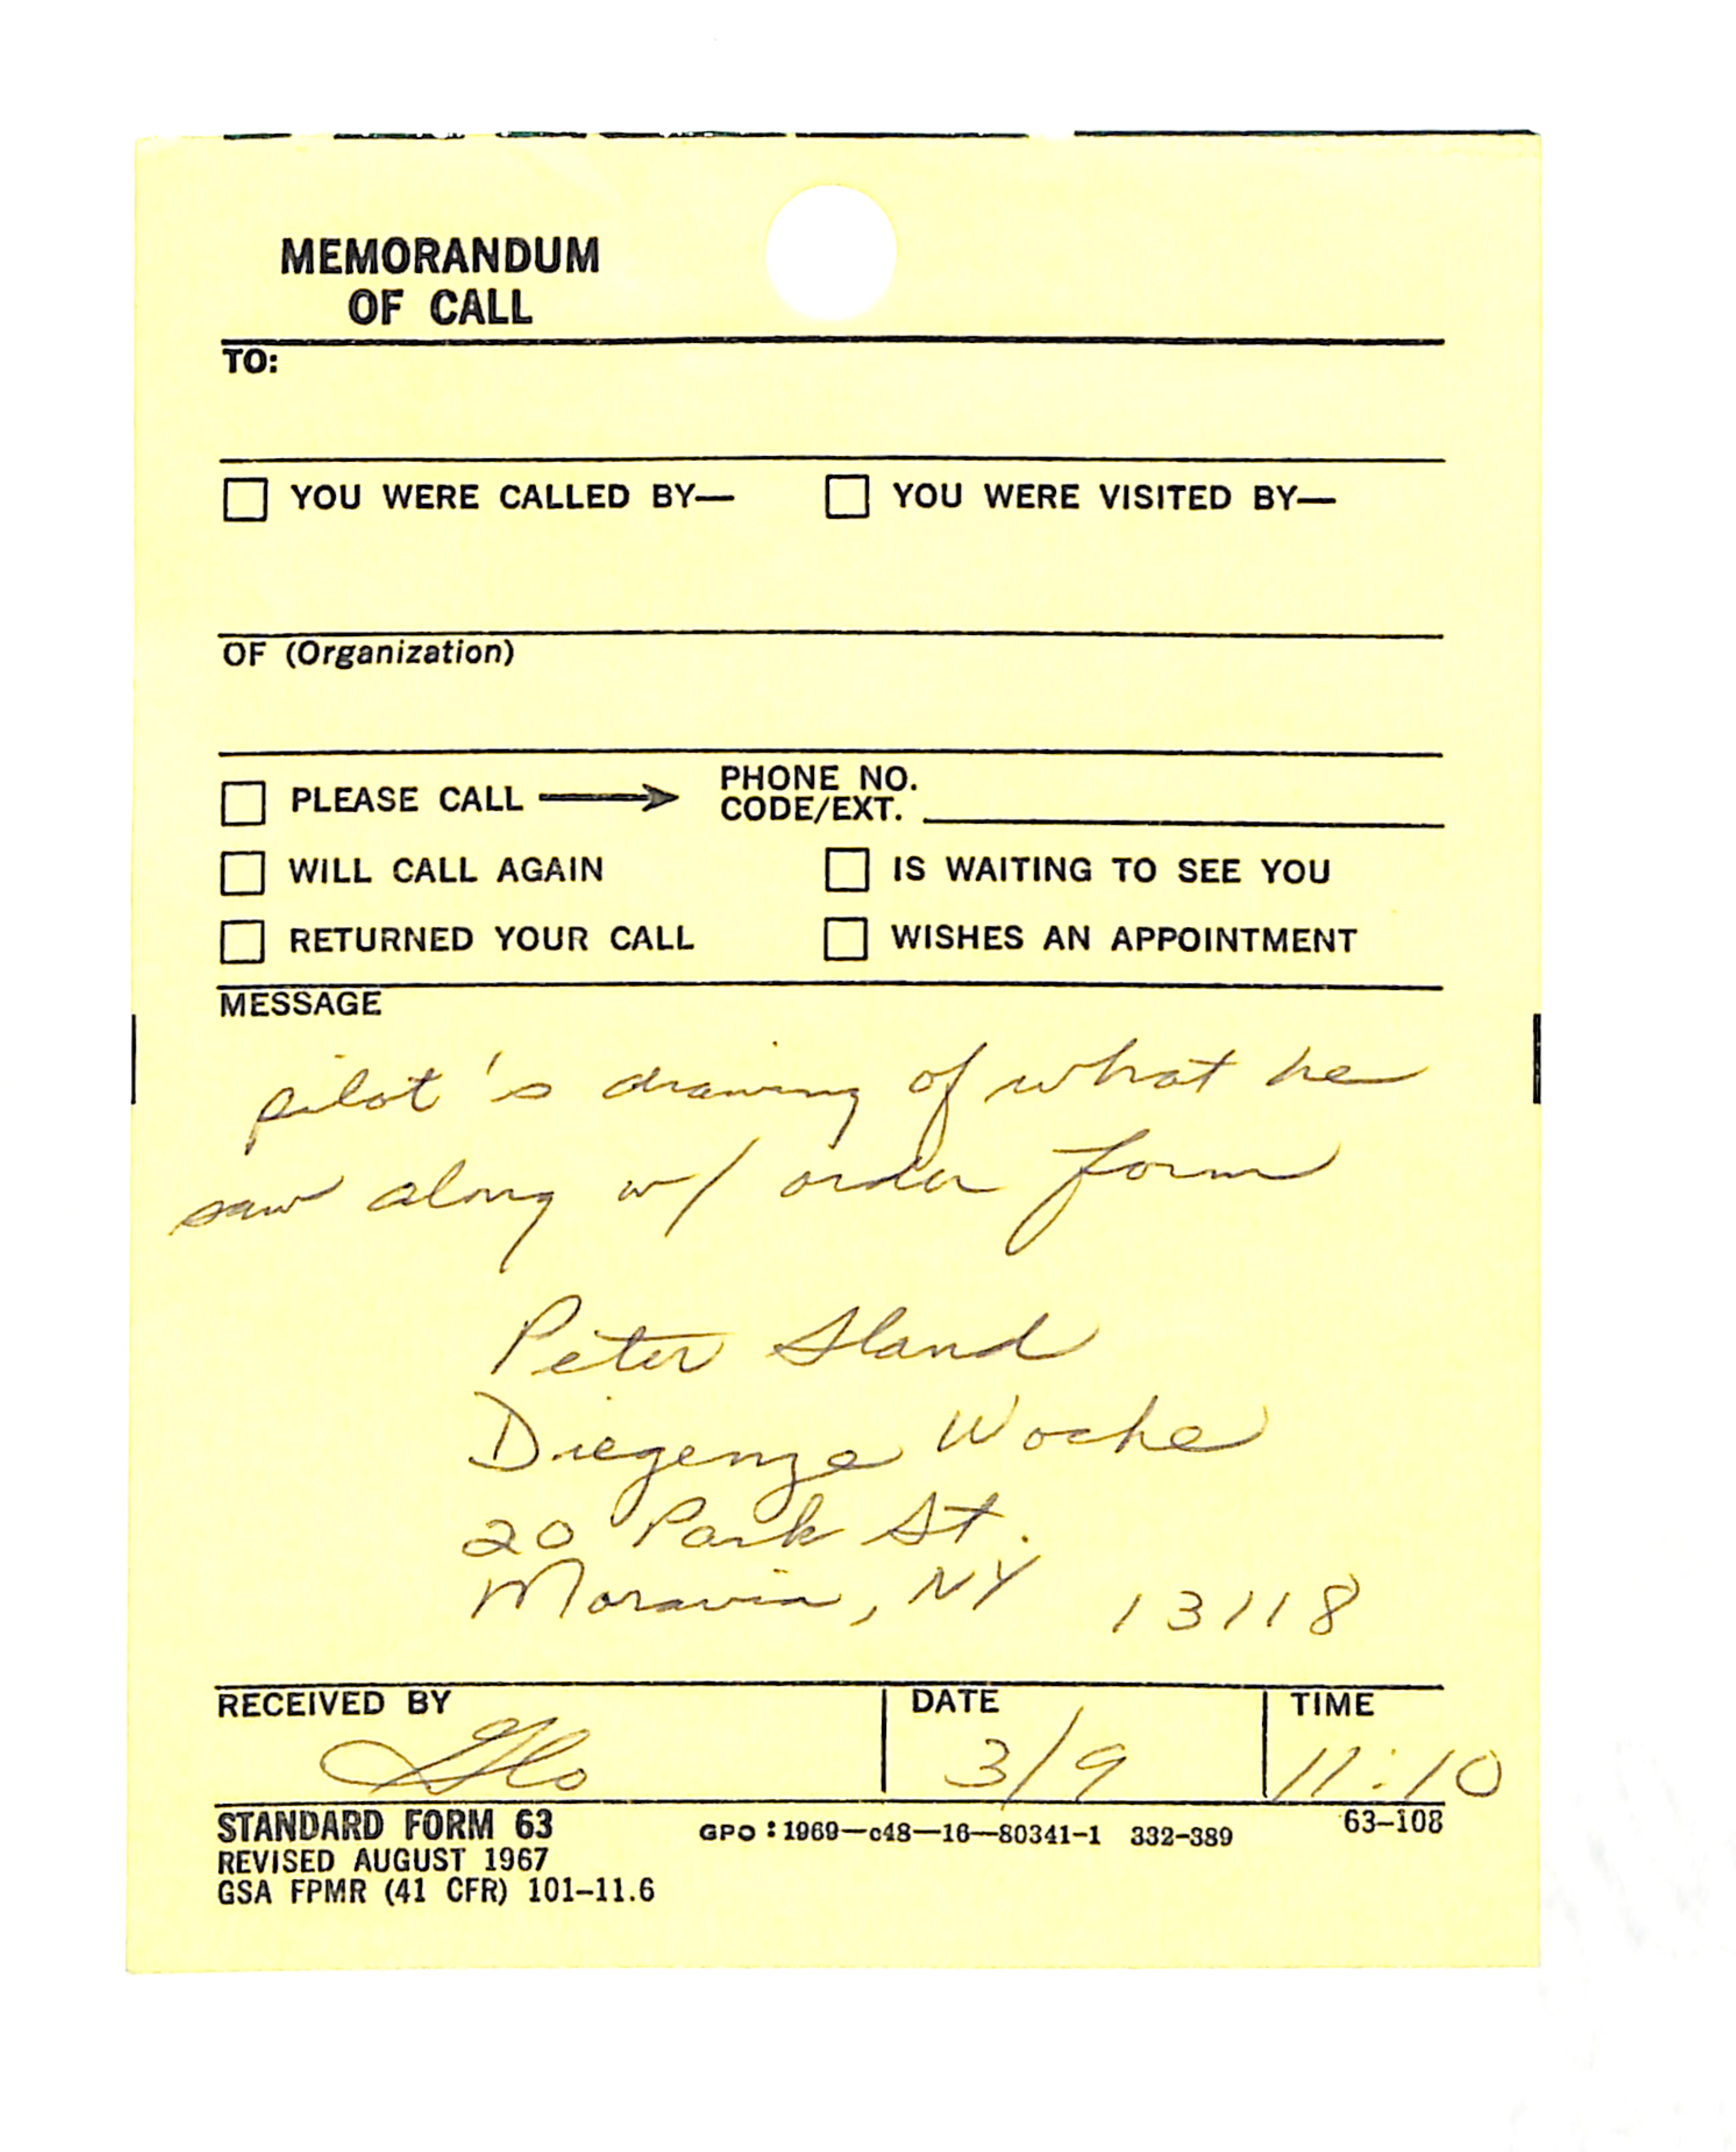 MEMORANDUM
OF CALL
TO:
YOU WERE CALLED BY— YOU WERE VISITED BY—
OF (Organization)
PLEASE CALL → PHONE NO.
CODE/EXT.
WILL CALL AGAIN IS WAITING TO SEE YOU
RETURNED YOUR CALL WISHES AN APPOINTMENT
MESSAGE
pilot's drawing of what he
saw along w/ order form
Peter Sland
Diegenze Woche
20 Park St.
Moravia, NY 13118
RECEIVED BY DATE TIME
Flo 3/9 11:10
STANDARD FORM 63 GPO : 1969—c48—16—80341-1 332-389 63-108
REVISED AUGUST 1967
GSA FPMR (41 CFR) 101-11.6